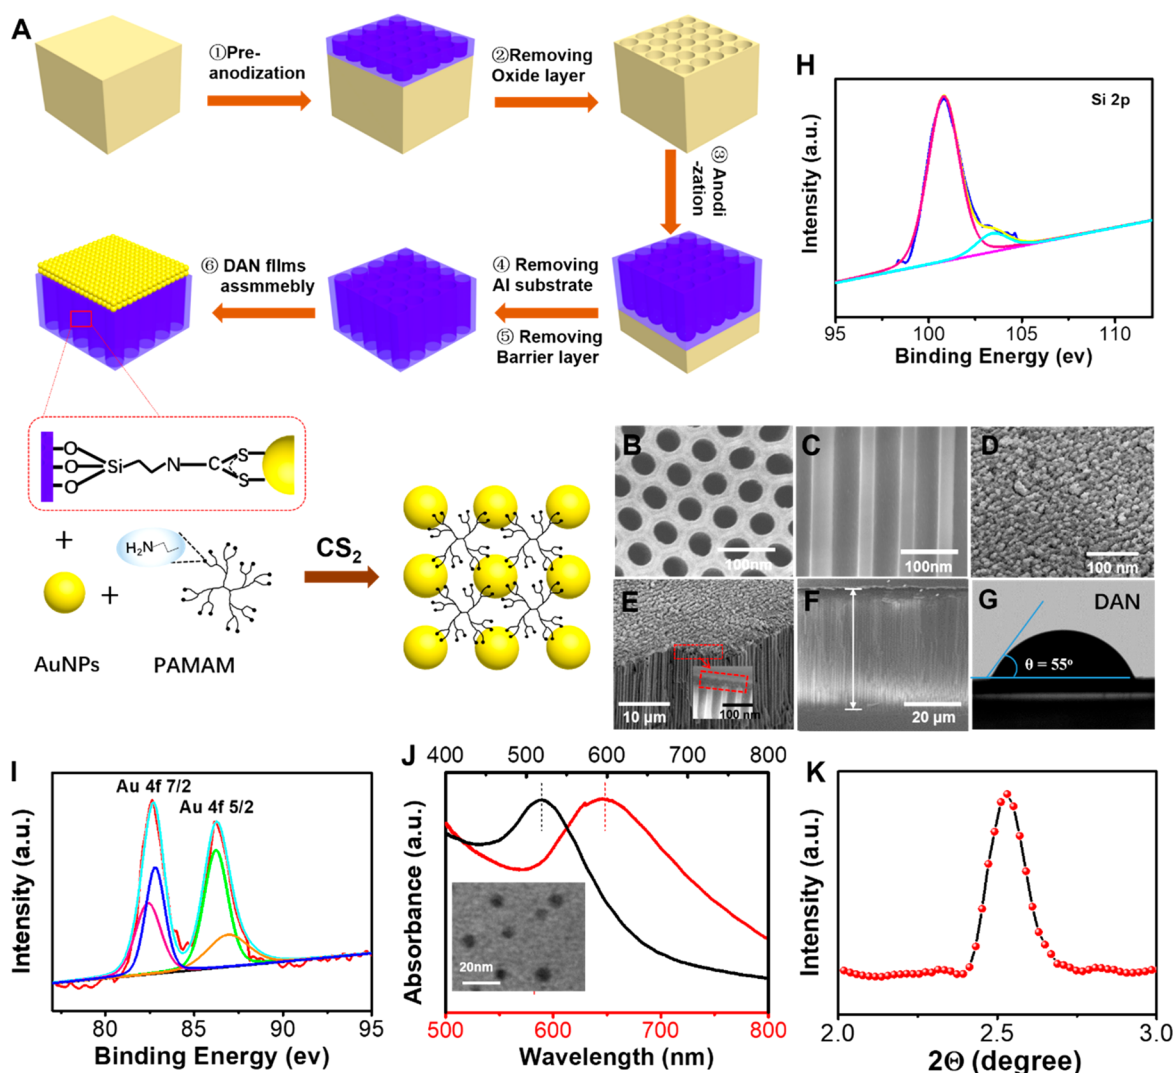 A
①Pre-
anodization
②Removing
Oxide layer
③ Anodi
-zation
④ Removing
Al substrate
⑤ Removing
Barrier layer
⑥ DAN fIlms
assmmebly
O
O
O
Si
N
C
S
S
+
H₂N
+
AuNPs
PAMAM
CS₂
H
Si 2p
Intensity (a.u.)
95 100 105 110
Binding Energy (ev)
B
100nm
C
100nm
D
100 nm
E
10 μm
100 nm
F
20 μm
G
DAN
θ = 55°
I
Au 4f 7/2
Au 4f 5/2
Intensity (a.u.)
80 85 90 95
Binding Energy (ev)
J
400 500 600 700 800
Absorbance (a.u.)
20nm
500 600 700 800
Wavelength (nm)
K
Intensity (a.u.)
2.0 2.5 3.0
2Θ (degree)